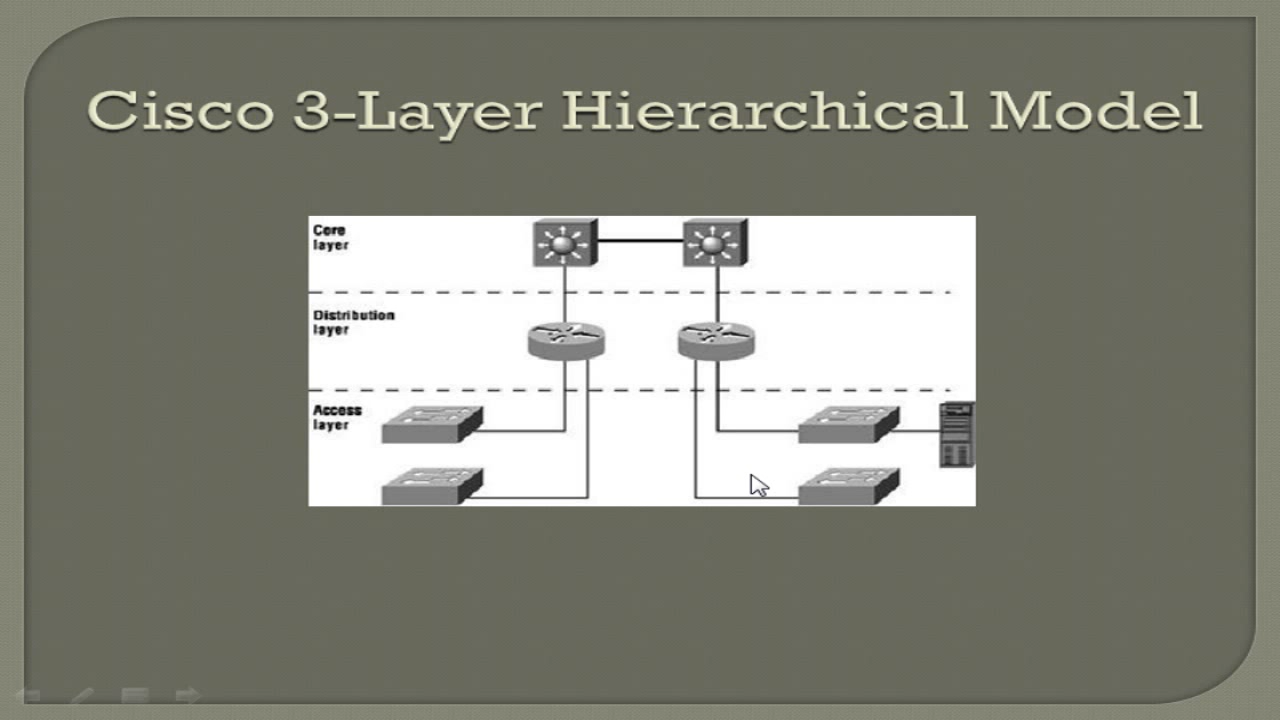 Cisco 3-Layer Hierarchical Model
Core
layer
Distribution
layer
Access
layer